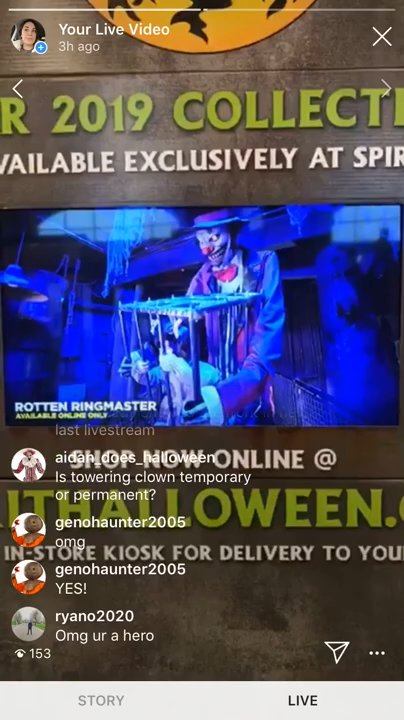 Your Live Video
3h ago
R 2019 COLLECT
VAILABLE EXCLUSIVELY AT SPIR
ROTTEN RINGMASTER
AVAILABLE ONLINE ONLY
last livestream
aidan_does_halloween
SHOP NOW ONLINE @
Is towering clown temporary
or permanent?
ITHALLOWEEN.
genohaunter2005
omg
IN-STORE KIOSK FOR DELIVERY TO YOU
genohaunter2005
YES!
ryano2020
Omg ur a hero
153
STORY
LIVE